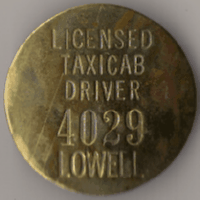 LICENSED
TAXICAB
DRIVER
4029
LOWELL